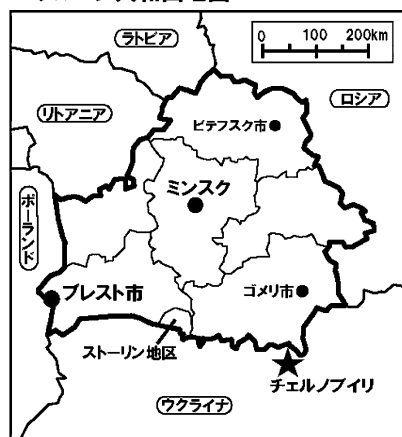 ラトビア
0 100 200km
ロシア
リトアニア
ビテフスク市
ミンスク
ポーランド
ブレスト市
ゴメリ市
ストーリン地区
チェルノブイリ
ウクライナ